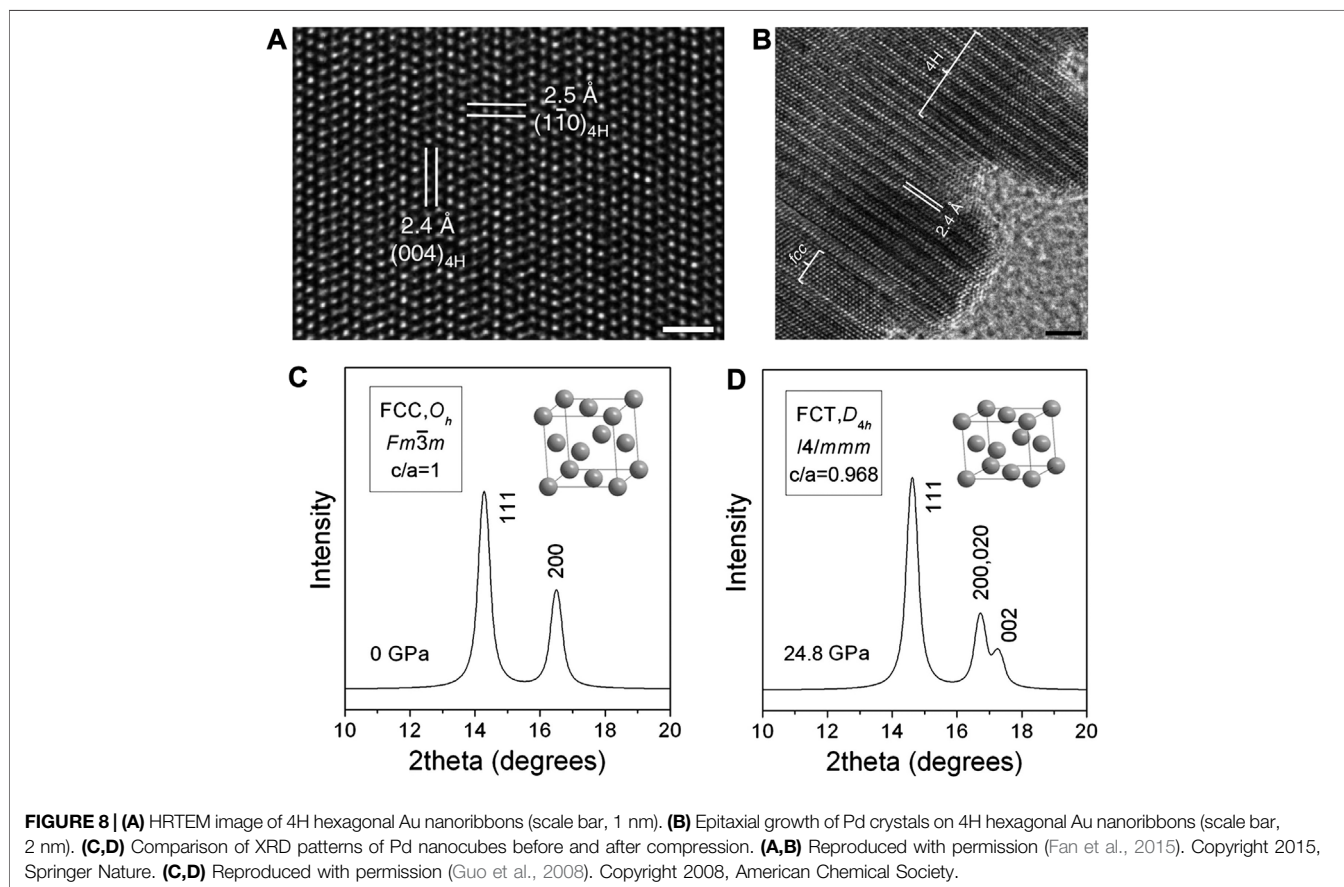 A
2.5 Å
(11̄0)4H
2.4 Å
(004)4H
B
4H
2.4 Å
fcc
C
FCC,Oh
Fm3̄m
c/a=1
111
200
0 GPa
Intensity
10 12 14 16 18 20
2theta (degrees)
D
FCT,D4h
I4/mmm
c/a=0.968
111
200,020
002
24.8 GPa
Intensity
10 12 14 16 18 20
2theta (degrees)
FIGURE 8 | (A) HRTEM image of 4H hexagonal Au nanoribbons (scale bar, 1 nm). (B) Epitaxial growth of Pd crystals on 4H hexagonal Au nanoribbons (scale bar,
2 nm). (C,D) Comparison of XRD patterns of Pd nanocubes before and after compression. (A,B) Reproduced with permission (Fan et al., 2015). Copyright 2015,
Springer Nature. (C,D) Reproduced with permission (Guo et al., 2008). Copyright 2008, American Chemical Society.